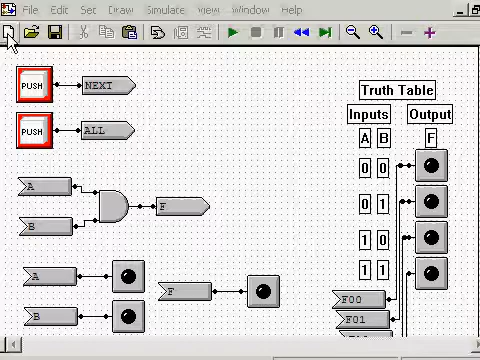 File Edit Set Draw Simulate View Window Help
PUSH NEXT
PUSH ALL
Truth Table
Inputs Output
A B F
0 0
0 1
1 0
1 1
A
B
F
A
B
F
F00
F01